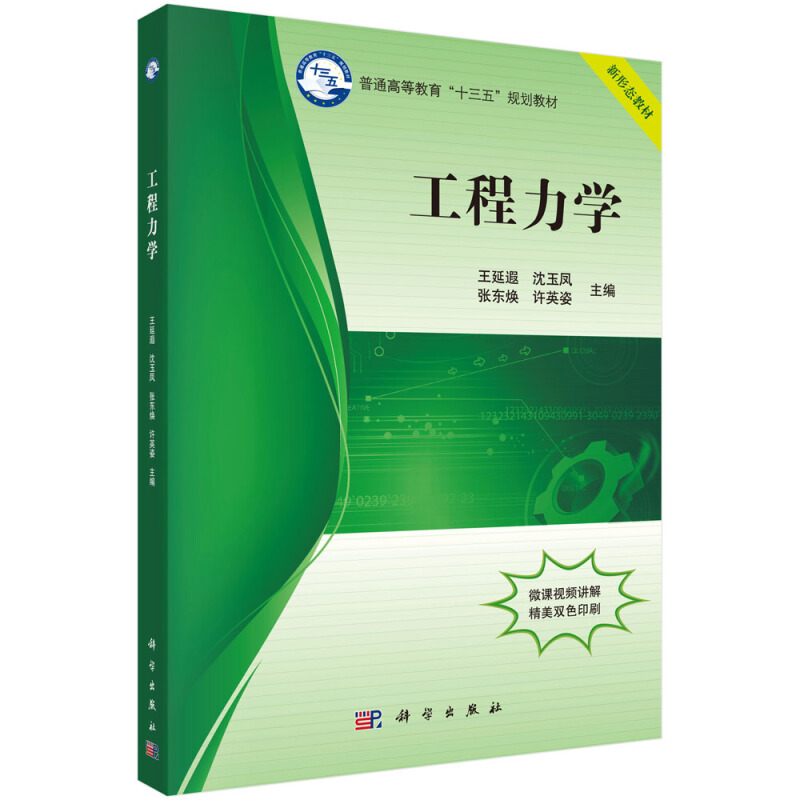 十三五
普通高等教育“十三五”规划教材
新形态教材
工程力学
王延遐 沈玉凤
张东焕 许英姿 主编
微课视频讲解
精美双色印刷
科学出版社
工程力学
王延遐 沈玉凤 张东焕 许英姿 主编
科学出版社